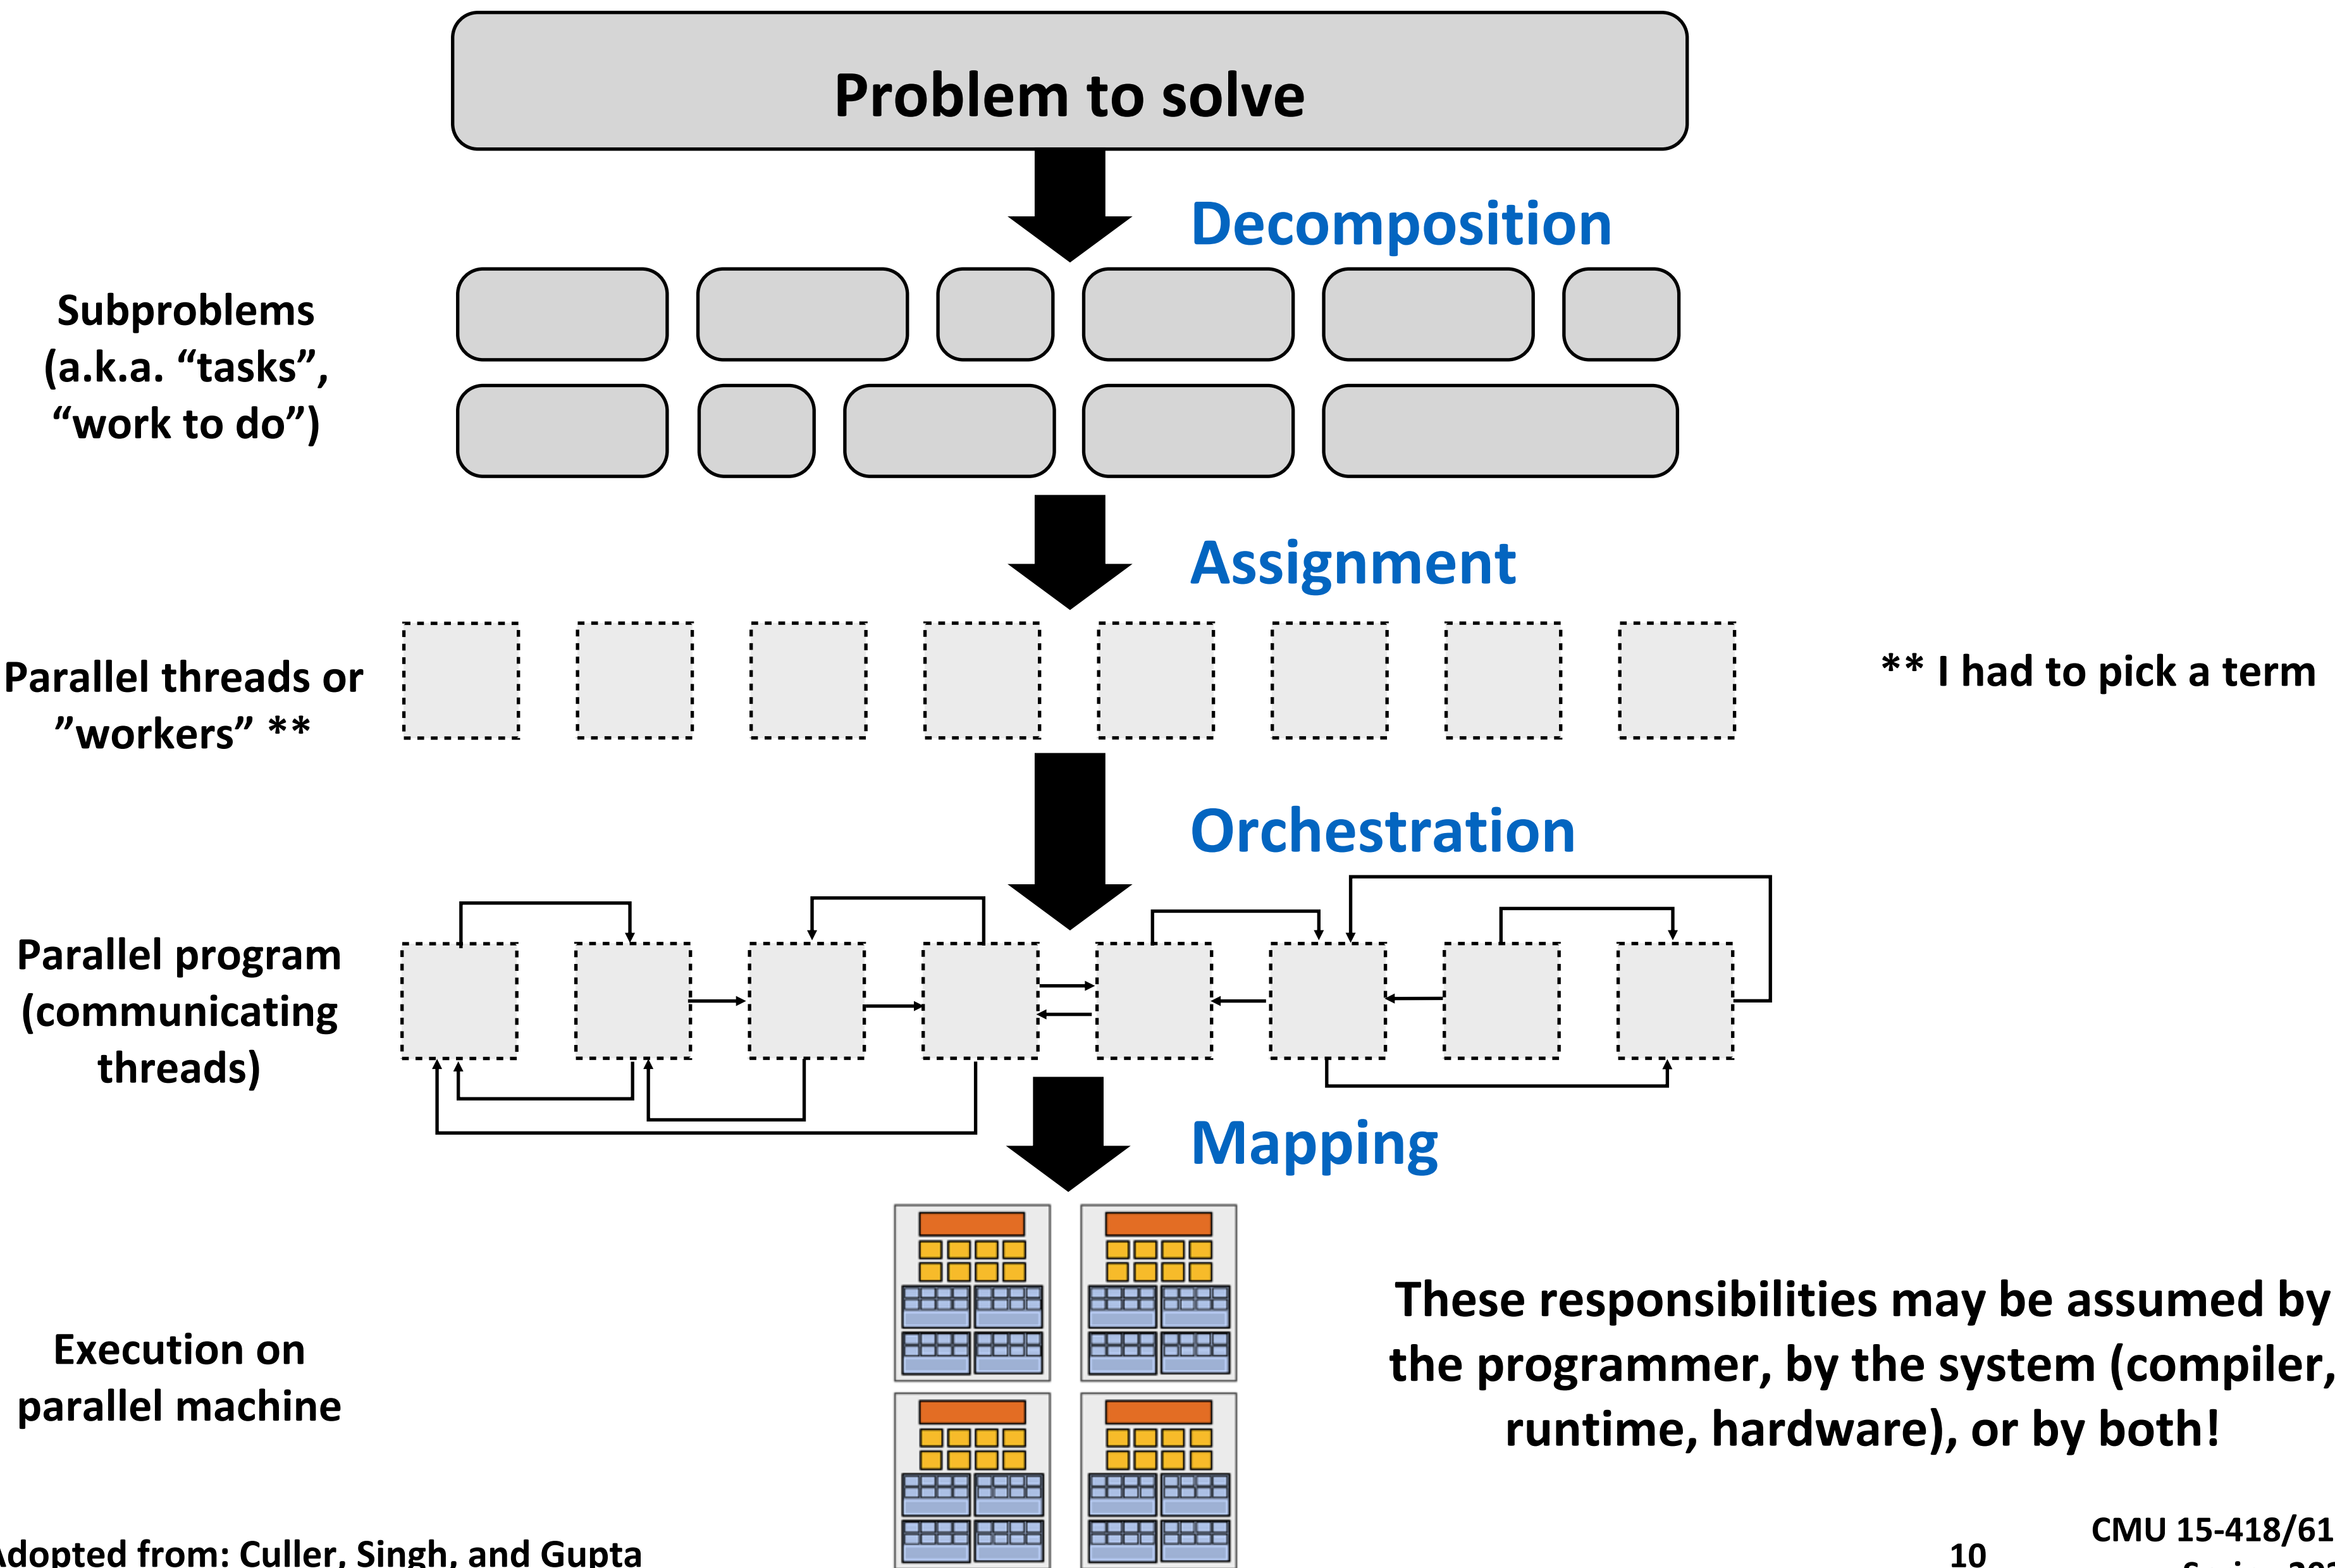 Problem to solve
Decomposition
Subproblems
(a.k.a. “tasks”,
“work to do”)
Assignment
Parallel threads or
”workers” **
** I had to pick a term
Orchestration
Parallel program
(communicating
threads)
Mapping
Execution on
parallel machine
These responsibilities may be assumed by
the programmer, by the system (compiler,
runtime, hardware), or by both!
Adopted from: Culler, Singh, and Gupta
10
CMU 15-418/61